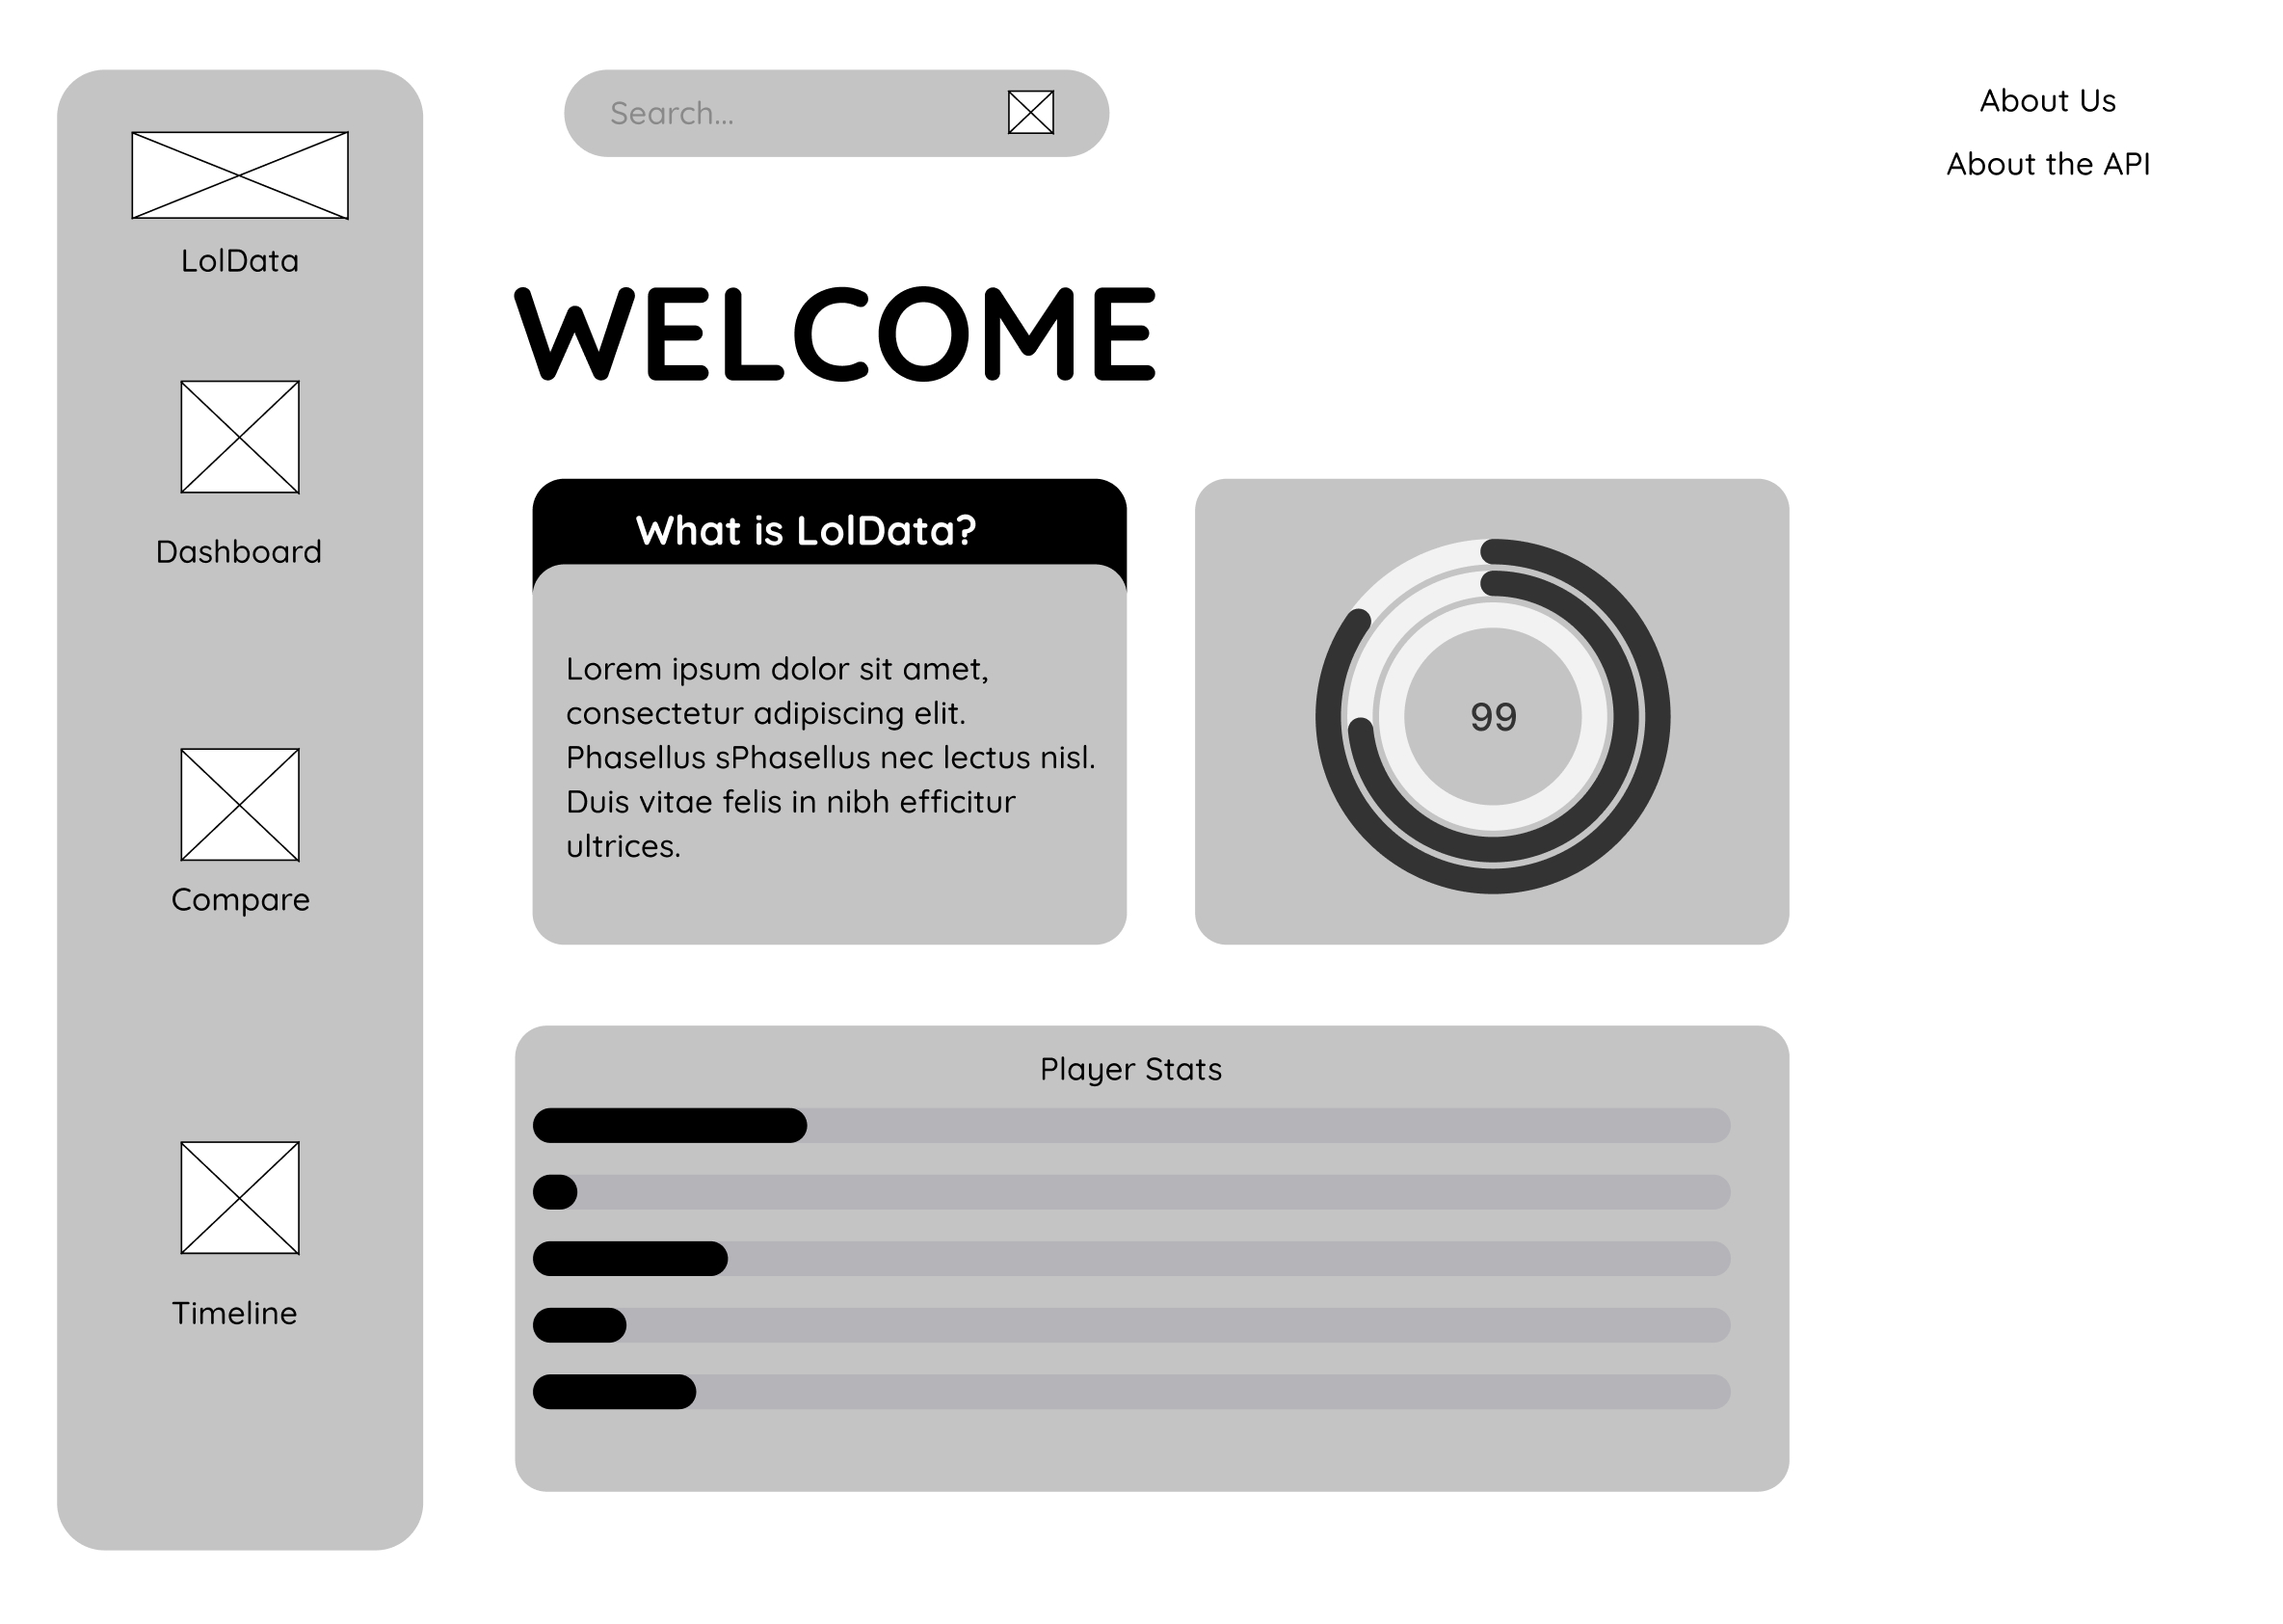 LolData
Dashboard
Compare
Timeline
Search...
About Us
About the API
WELCOME
What is LolData?
Lorem ipsum dolor sit amet,
consectetur adipiscing elit.
Phasellus sPhasellus nec lectus nisl.
Duis vitae felis in nibh efficitur
ultrices.
99
Player Stats